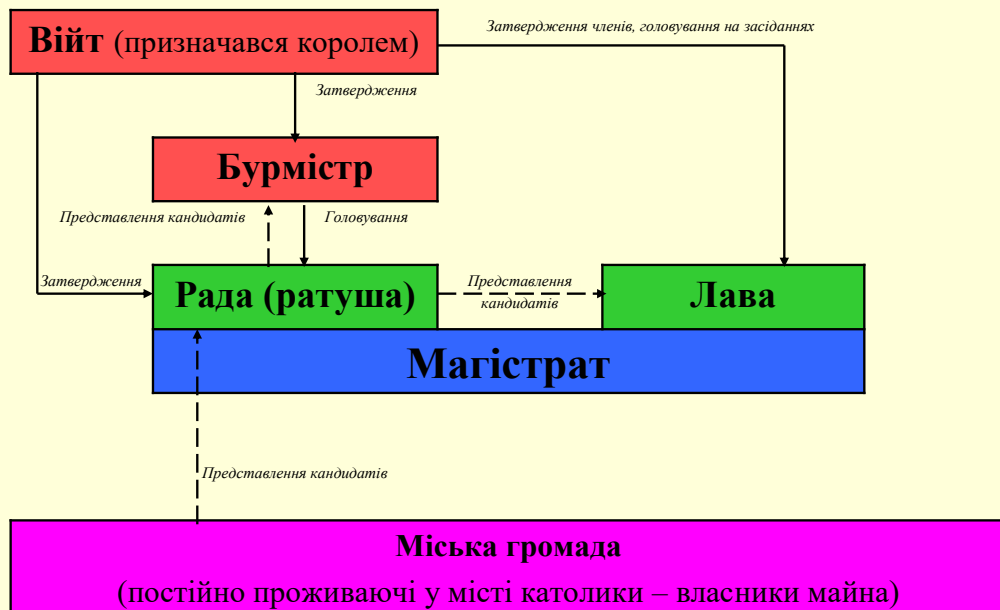 Війт (призначався королем)
Затвердження членів, головування на засіданнях
Затвердження
Бурмістр
Представлення кандидатів
Головування
Затвердження
Рада (ратуша)
Представлення
кандидатів
Лава
Магістрат
Представлення кандидатів
Міська громада
(постійно проживаючі у місті католики – власники майна)